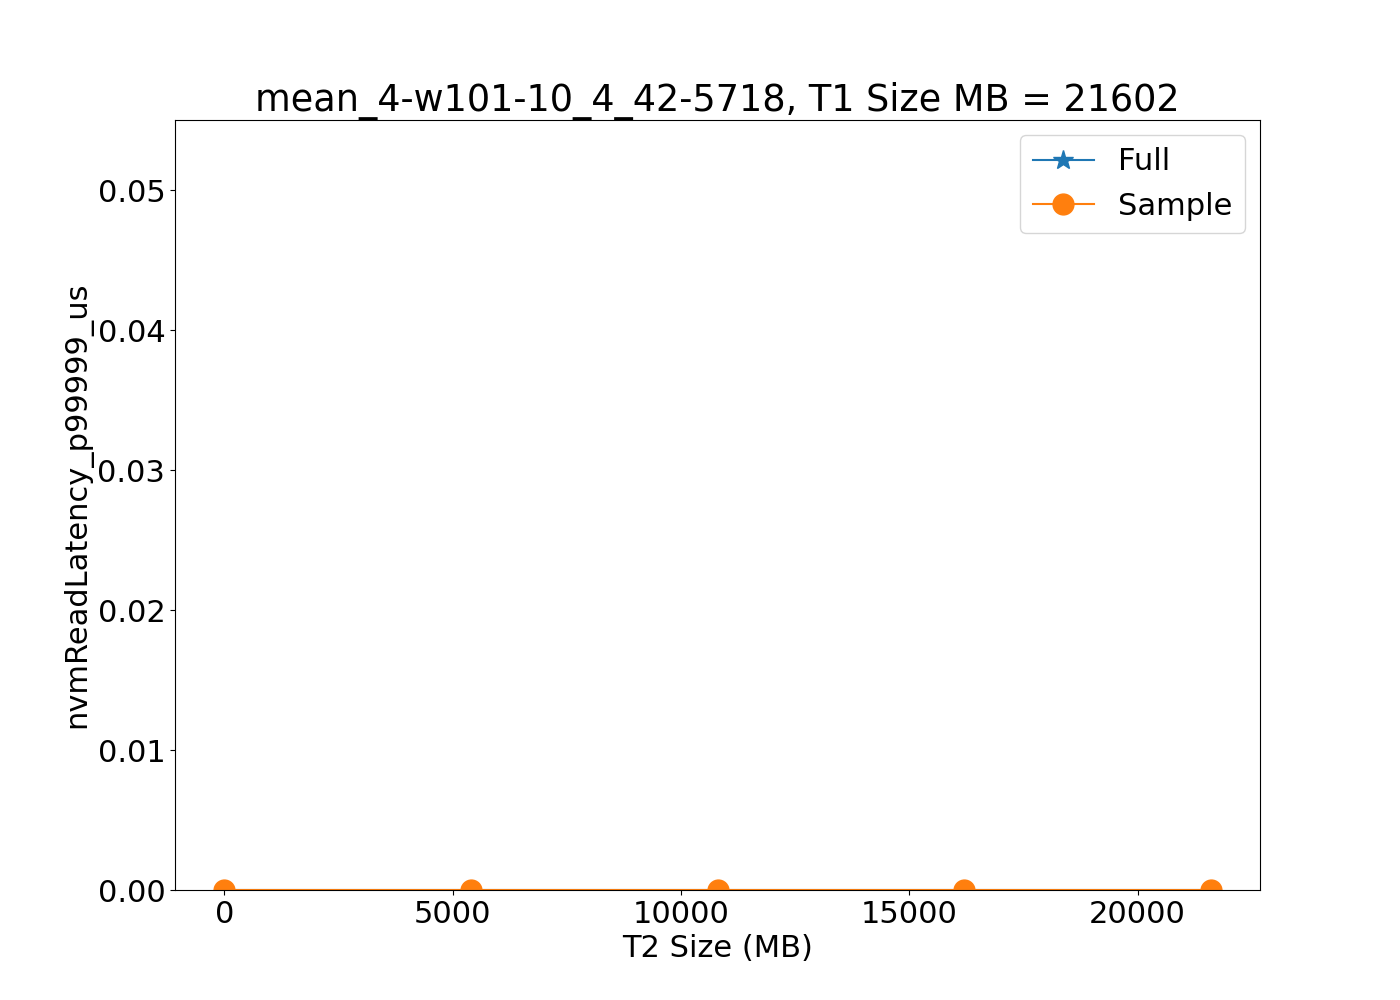 mean_4-w101-10_4_42-5718, T1 Size MB = 21602
Full
Sample
nvmReadLatency_p99999_us
0.05
0.04
0.03
0.02
0.01
0.00
0 5000 10000 15000 20000
T2 Size (MB)